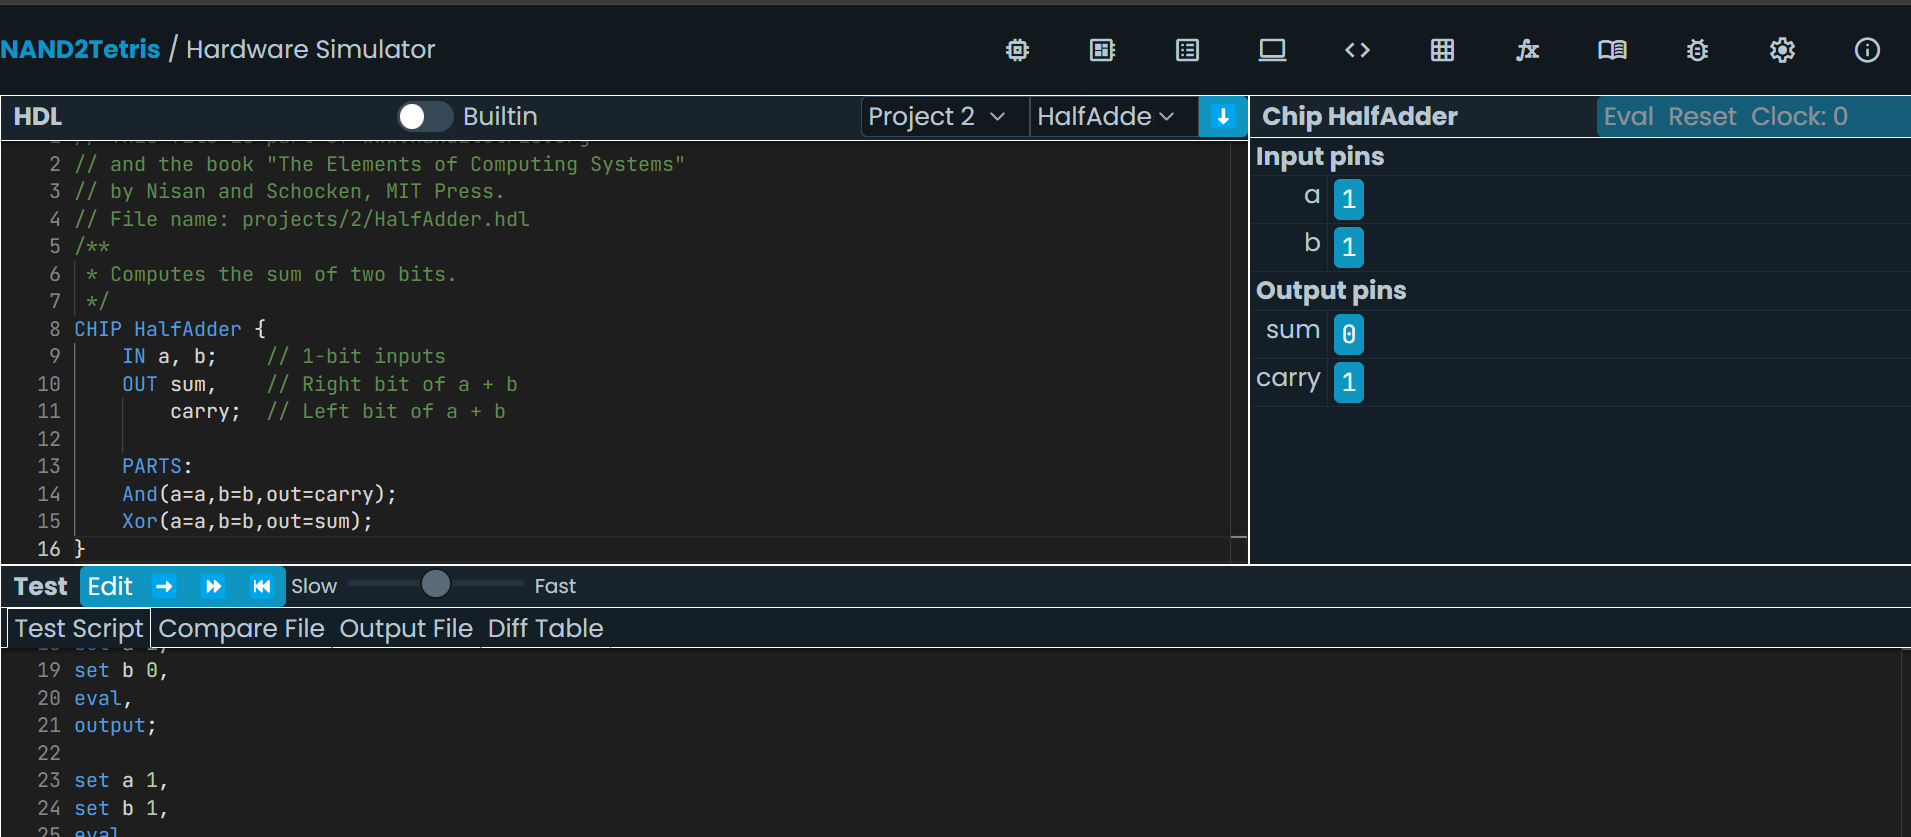 NAND2Tetris / Hardware Simulator
HDL Builtin Project 2 HalfAdde
2 // and the book "The Elements of Computing Systems"
3 // by Nisan and Schocken, MIT Press.
4 // File name: projects/2/HalfAdder.hdl
5 /**
6 * Computes the sum of two bits.
7 */
8 CHIP HalfAdder {
9 IN a, b; // 1-bit inputs
10 OUT sum, // Right bit of a + b
11 carry; // Left bit of a + b
12
13 PARTS:
14 And(a=a,b=b,out=carry);
15 Xor(a=a,b=b,out=sum);
16 }
Chip HalfAdder Eval Reset Clock: 0
Input pins
a 1
b 1
Output pins
sum 0
carry 1
Test Edit Slow Fast
Test Script Compare File Output File Diff Table
19 set b 0,
20 eval,
21 output;
22
23 set a 1,
24 set b 1,
25 eval